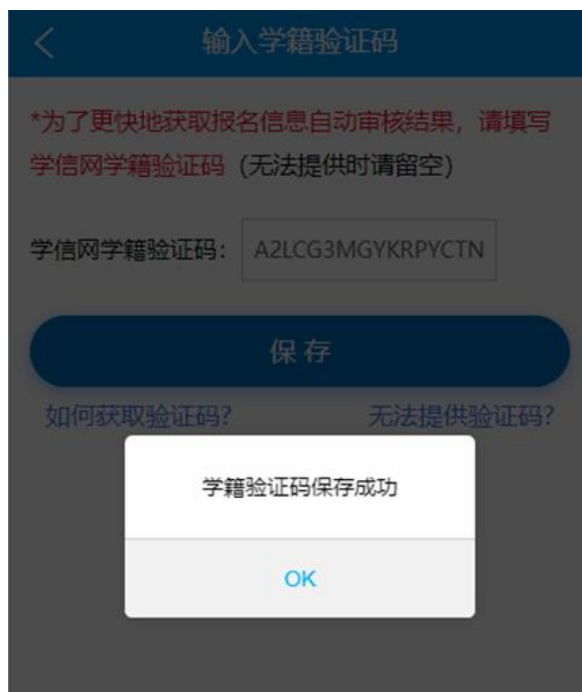 输入学籍验证码
*为了更快地获取报名信息自动审核结果，请填写
学信网学籍验证码（无法提供时请留空）
学信网学籍验证码： A2LCG3MGYKRPYCTN
保存
如何获取验证码? 无法提供验证码?
学籍验证码保存成功
OK